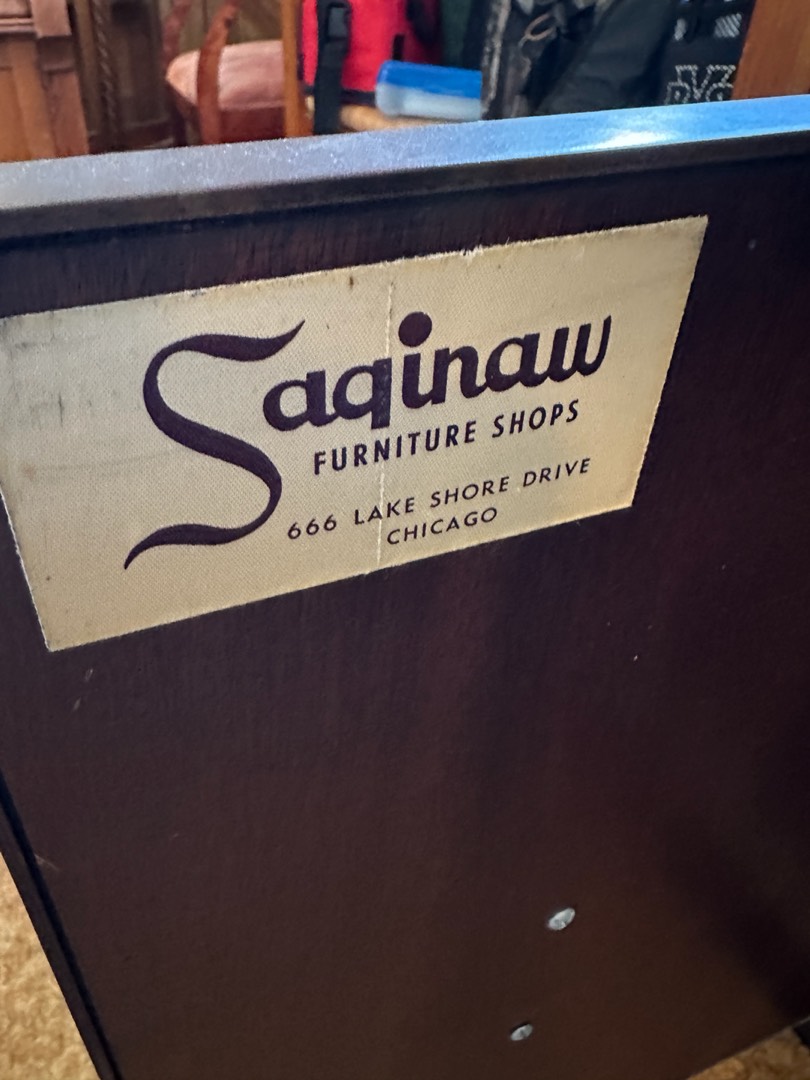 Saginaw
FURNITURE SHOPS
666 LAKE SHORE DRIVE
CHICAGO